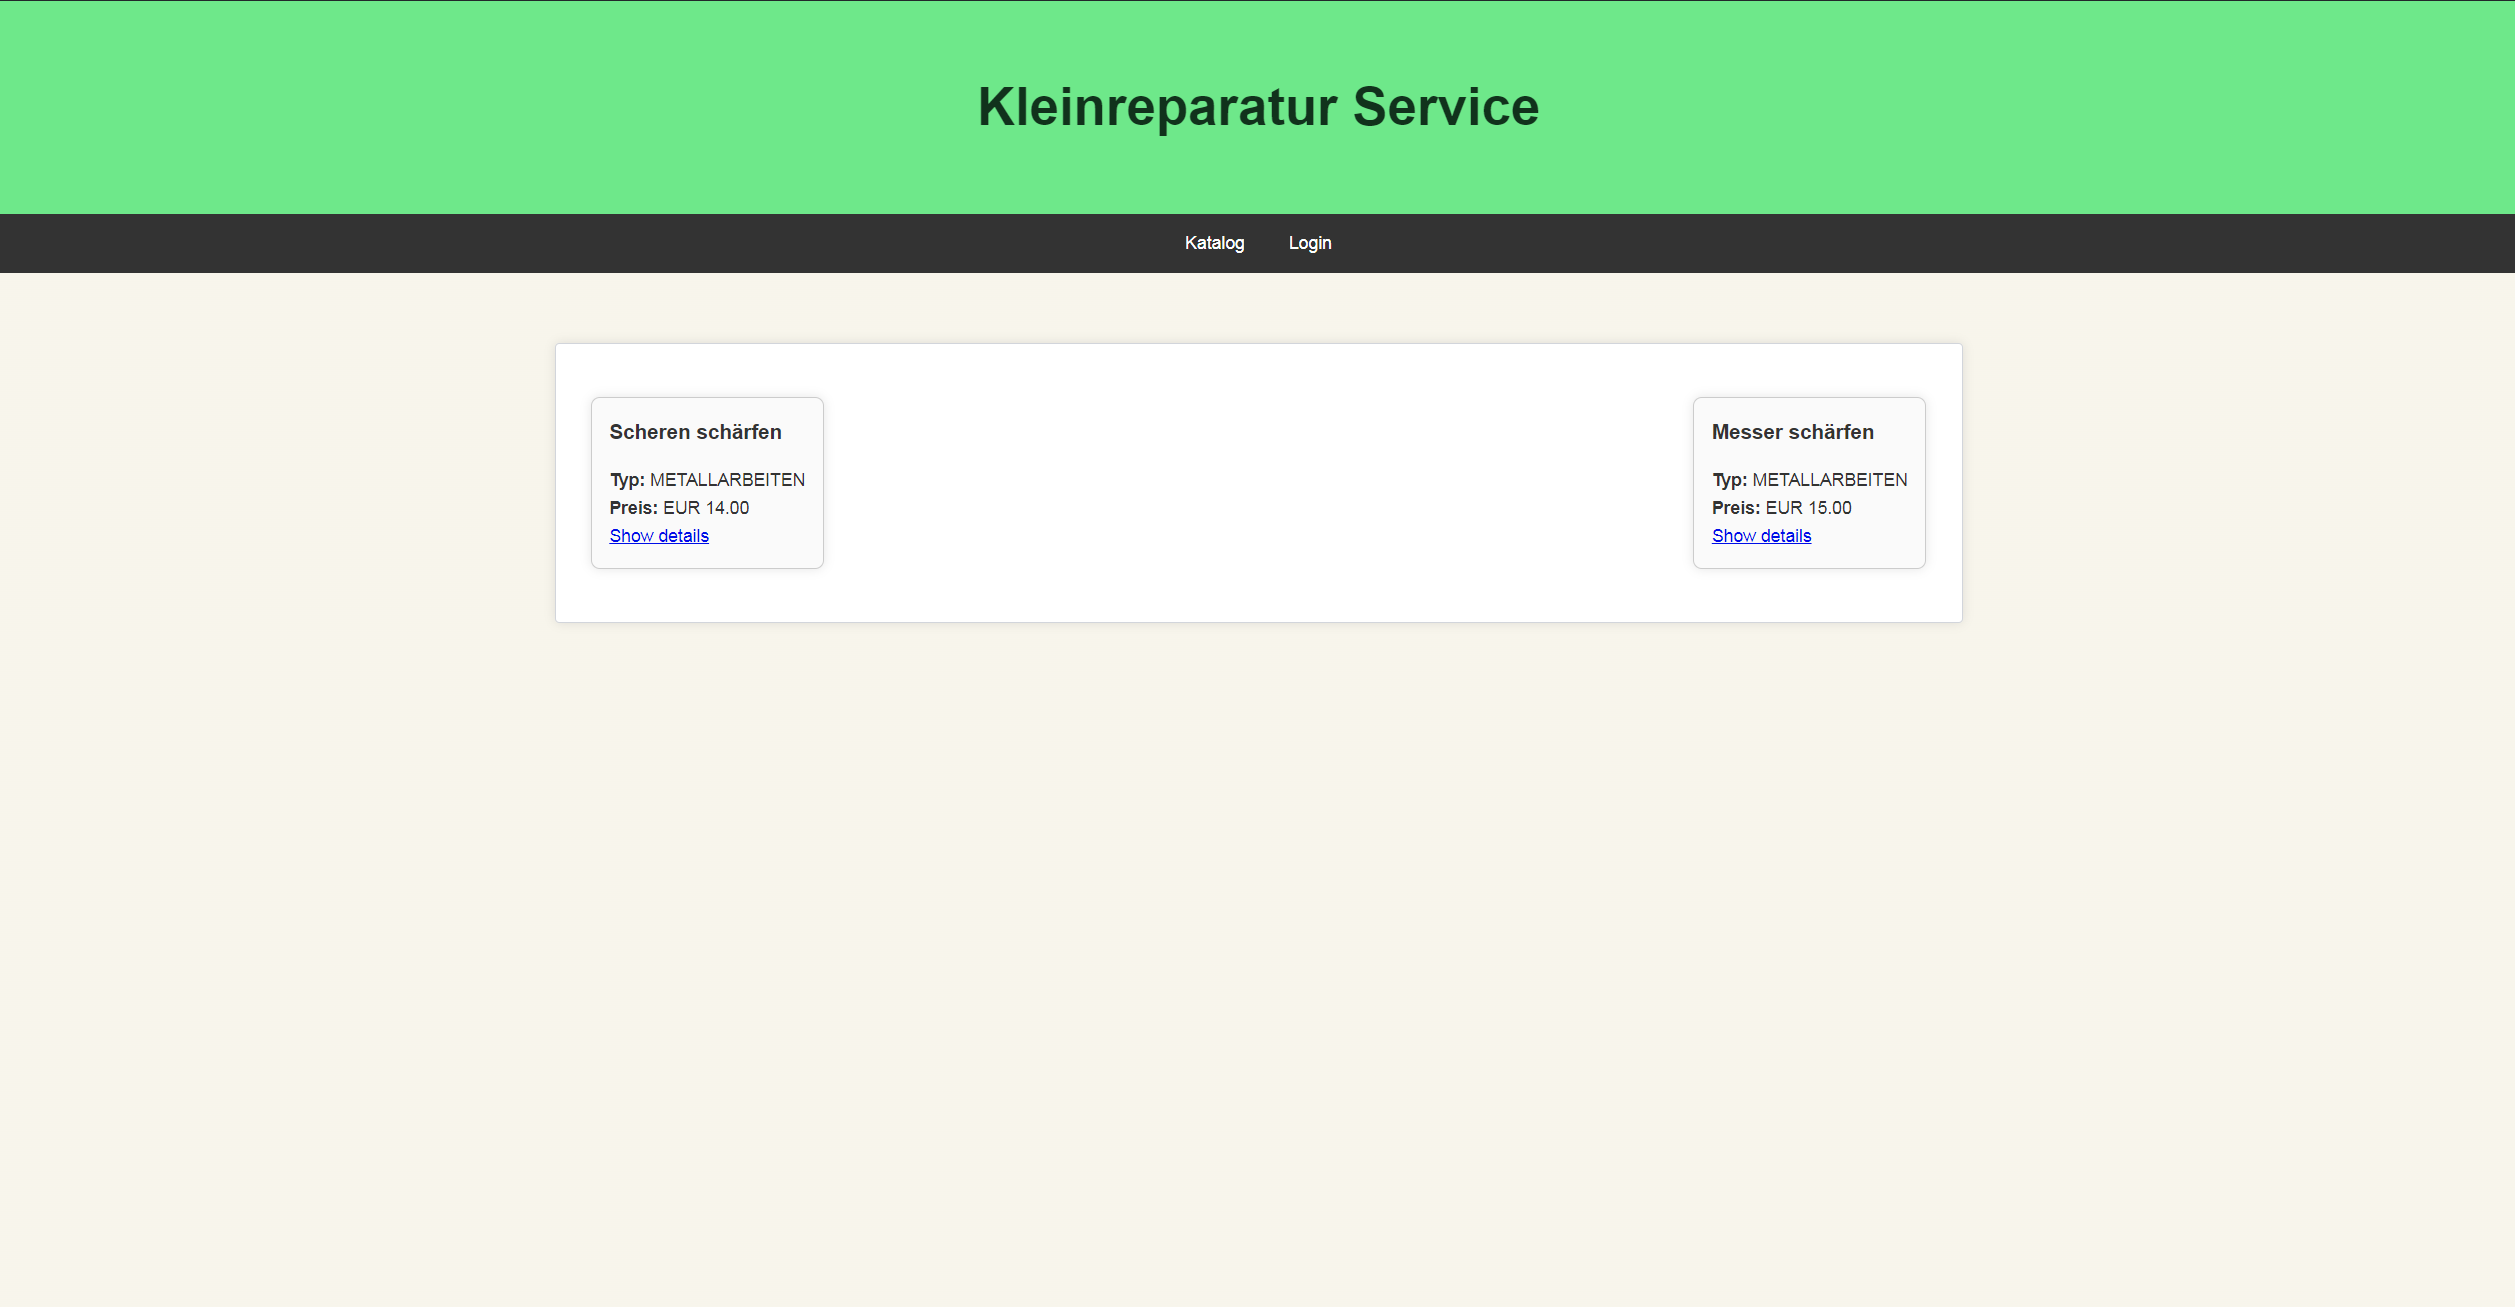 Kleinreparatur Service
Katalog Login
Scheren schärfen
Typ: METALLARBEITEN
Preis: EUR 14.00
Show details
Messer schärfen
Typ: METALLARBEITEN
Preis: EUR 15.00
Show details